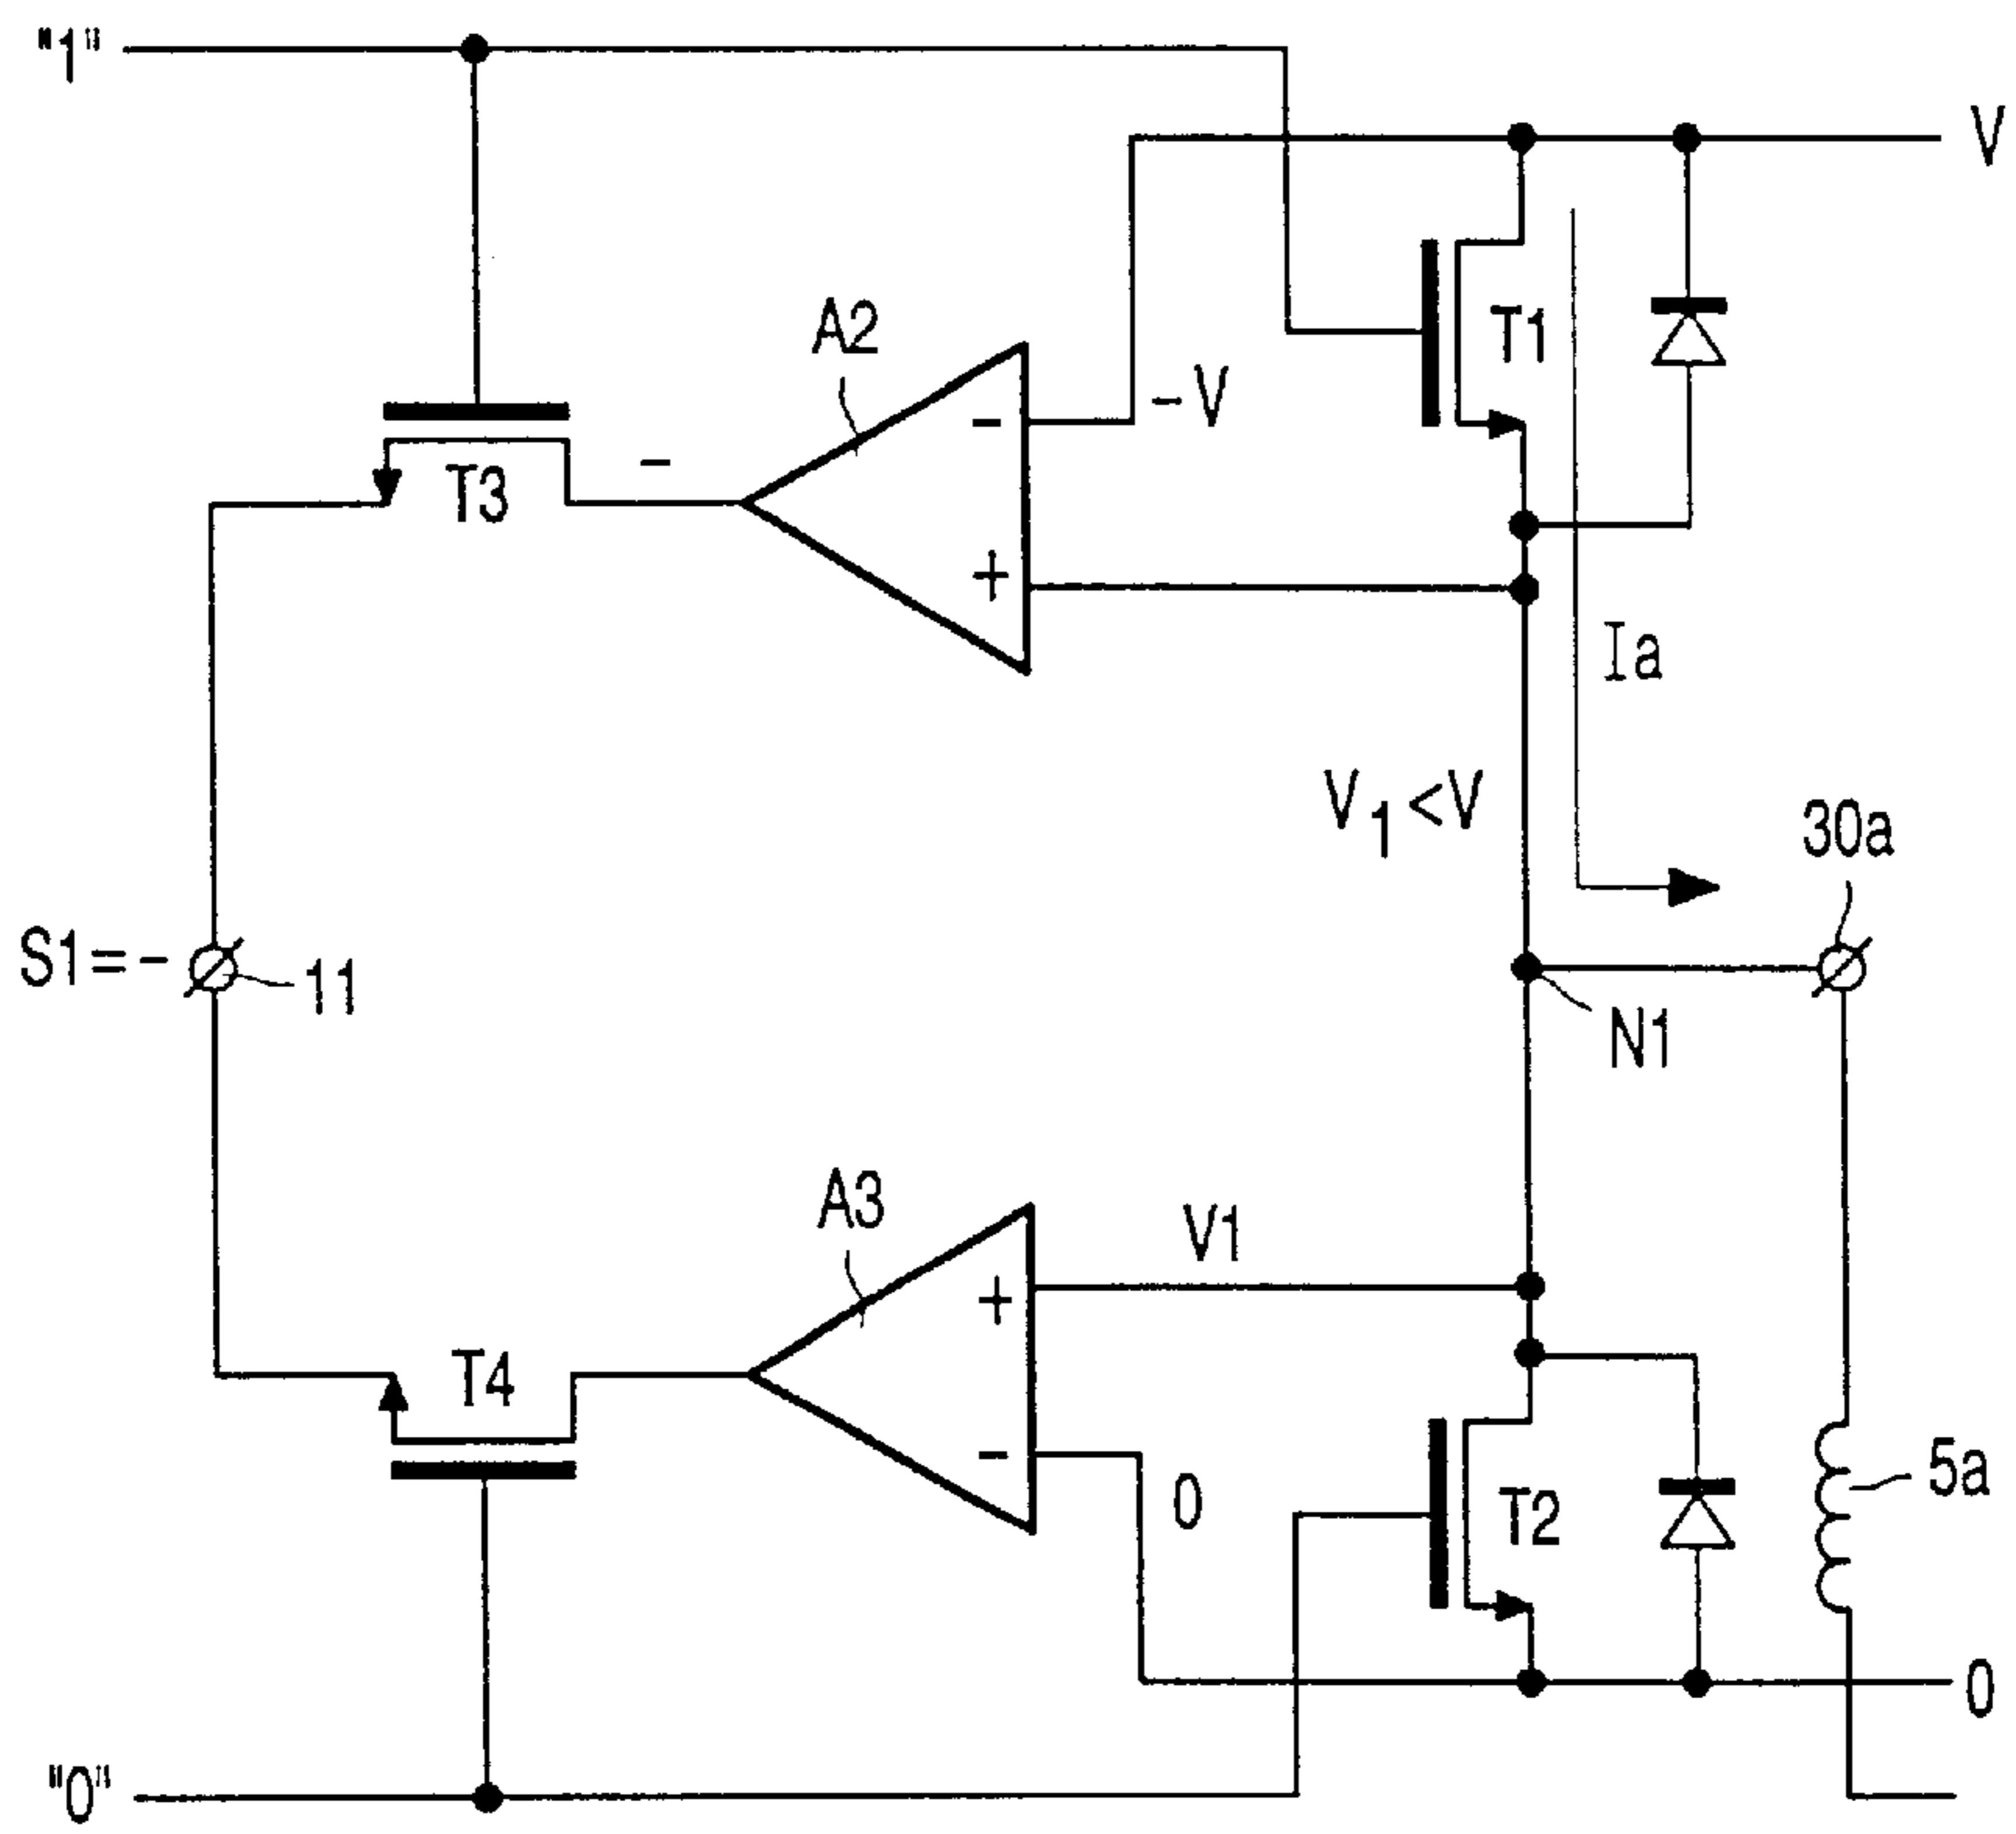 "1"
V
A2
T1
-
-V
T3
-
+
Ia
V1<V
30a
S1=-
11
N1
A3
V1
+
T4
-
5a
0
T2
0
"0"